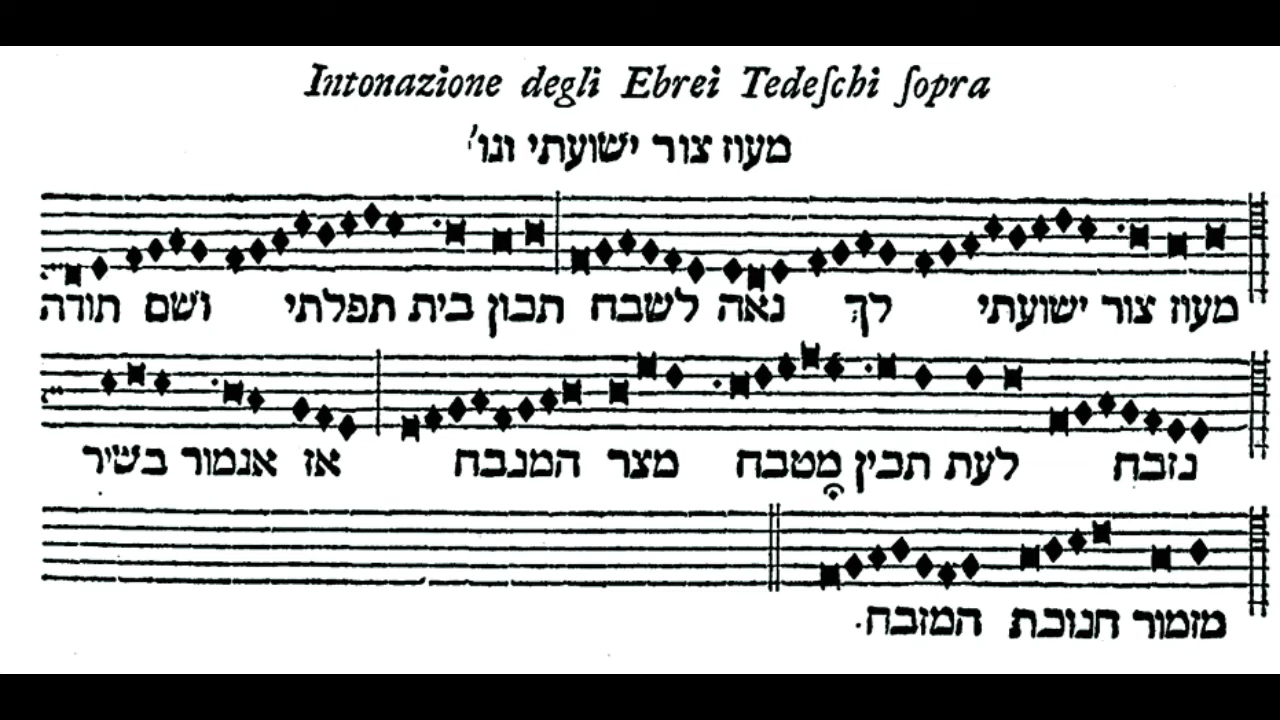 Intonazione degli Ebrei Tedeſchi ſopra
מעוז צור ישועתי וגו'
מעוז צור ישועתי לך נאה לשבח תכון בית תפלתי ושם תודה
נזבח לעת תכין מטבח מצר המנבח אז אגמור בשיר
מזמור חנוכת המזבח.